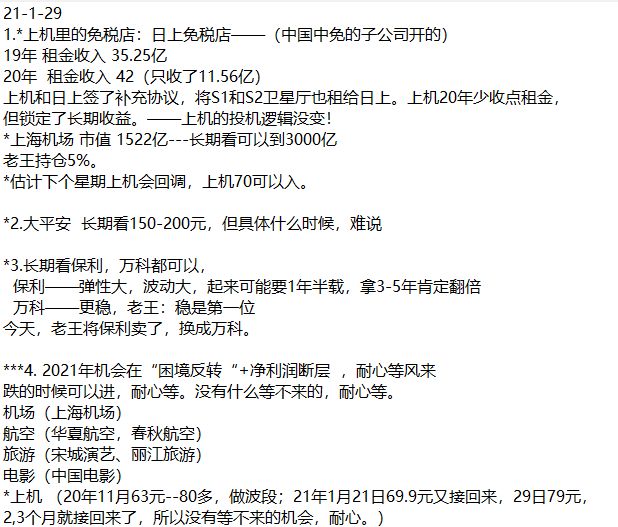 21-1-29
1.*上机里的免税店：日上免税店——（中国中免的子公司开的）
19年 租金收入 35.25亿
20年  租金收入 42（只收了11.56亿）
上机和日上签了补充协议，将S1和S2卫星厅也租给日上。上机20年少收点租金，
但锁定了长期收益。——上机的投机逻辑没变！
*上海机场 市值 1522亿---长期看可以到3000亿
老王持仓5%。
*估计下个星期上机会回调，上机70可以入。
*2.大平安  长期看150-200元，但具体什么时候，难说
*3.长期看保利，万科都可以，
保利——弹性大，波动大，起来可能要1年半载，拿3-5年肯定翻倍
万科——更稳，老王：稳是第一位
今天，老王将保利卖了，换成万科。
***4. 2021年机会在“困境反转“+净利润断层 ，耐心等风来
跌的时候可以进，耐心等。没有什么等不来的，耐心等。
机场（上海机场）
航空（华夏航空，春秋航空）
旅游（宋城演艺、丽江旅游）
电影（中国电影）
*上机 （20年11月63元--80多，做波段；21年1月21日69.9元又接回来，29日79元，
2,3个月就接回来了，所以没有等不来的机会，耐心。）